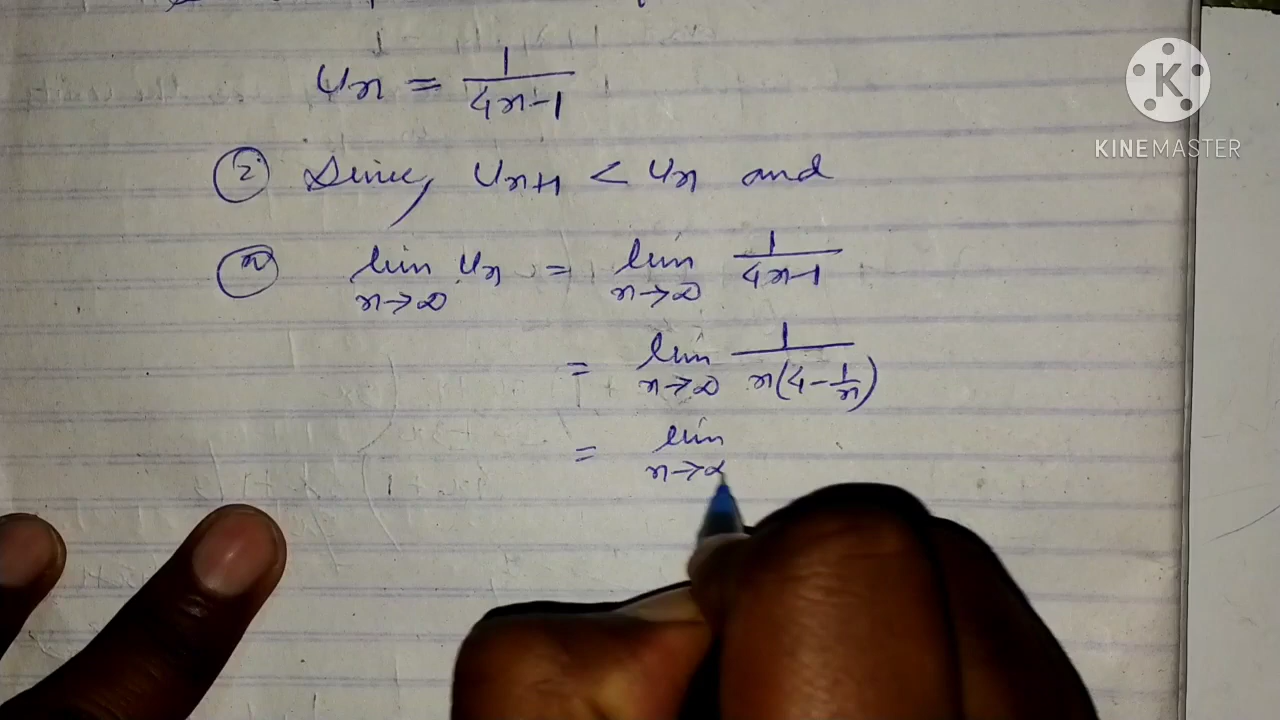 un = 1/(4n-1)
KINEMASTER
② Since, un+1 < un and
lim n→∞ un = lim n→∞ 1/(4n-1)
= lim n→∞ 1/(n(4-1/n))
= lim n→∞